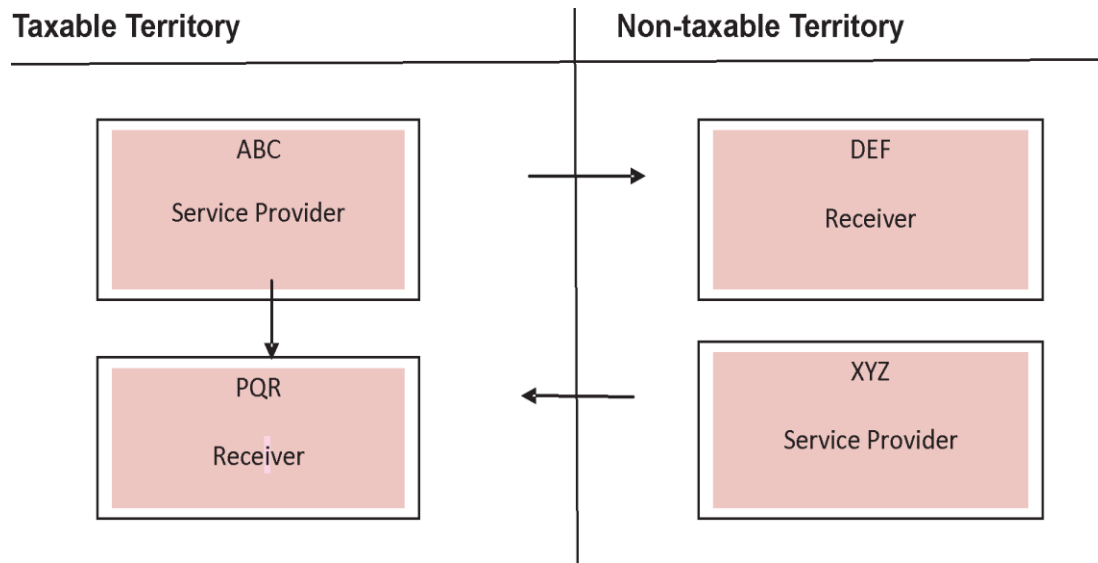 Taxable Territory
Non-taxable Territory
ABC
Service Provider
DEF
Receiver
PQR
Receiver
XYZ
Service Provider